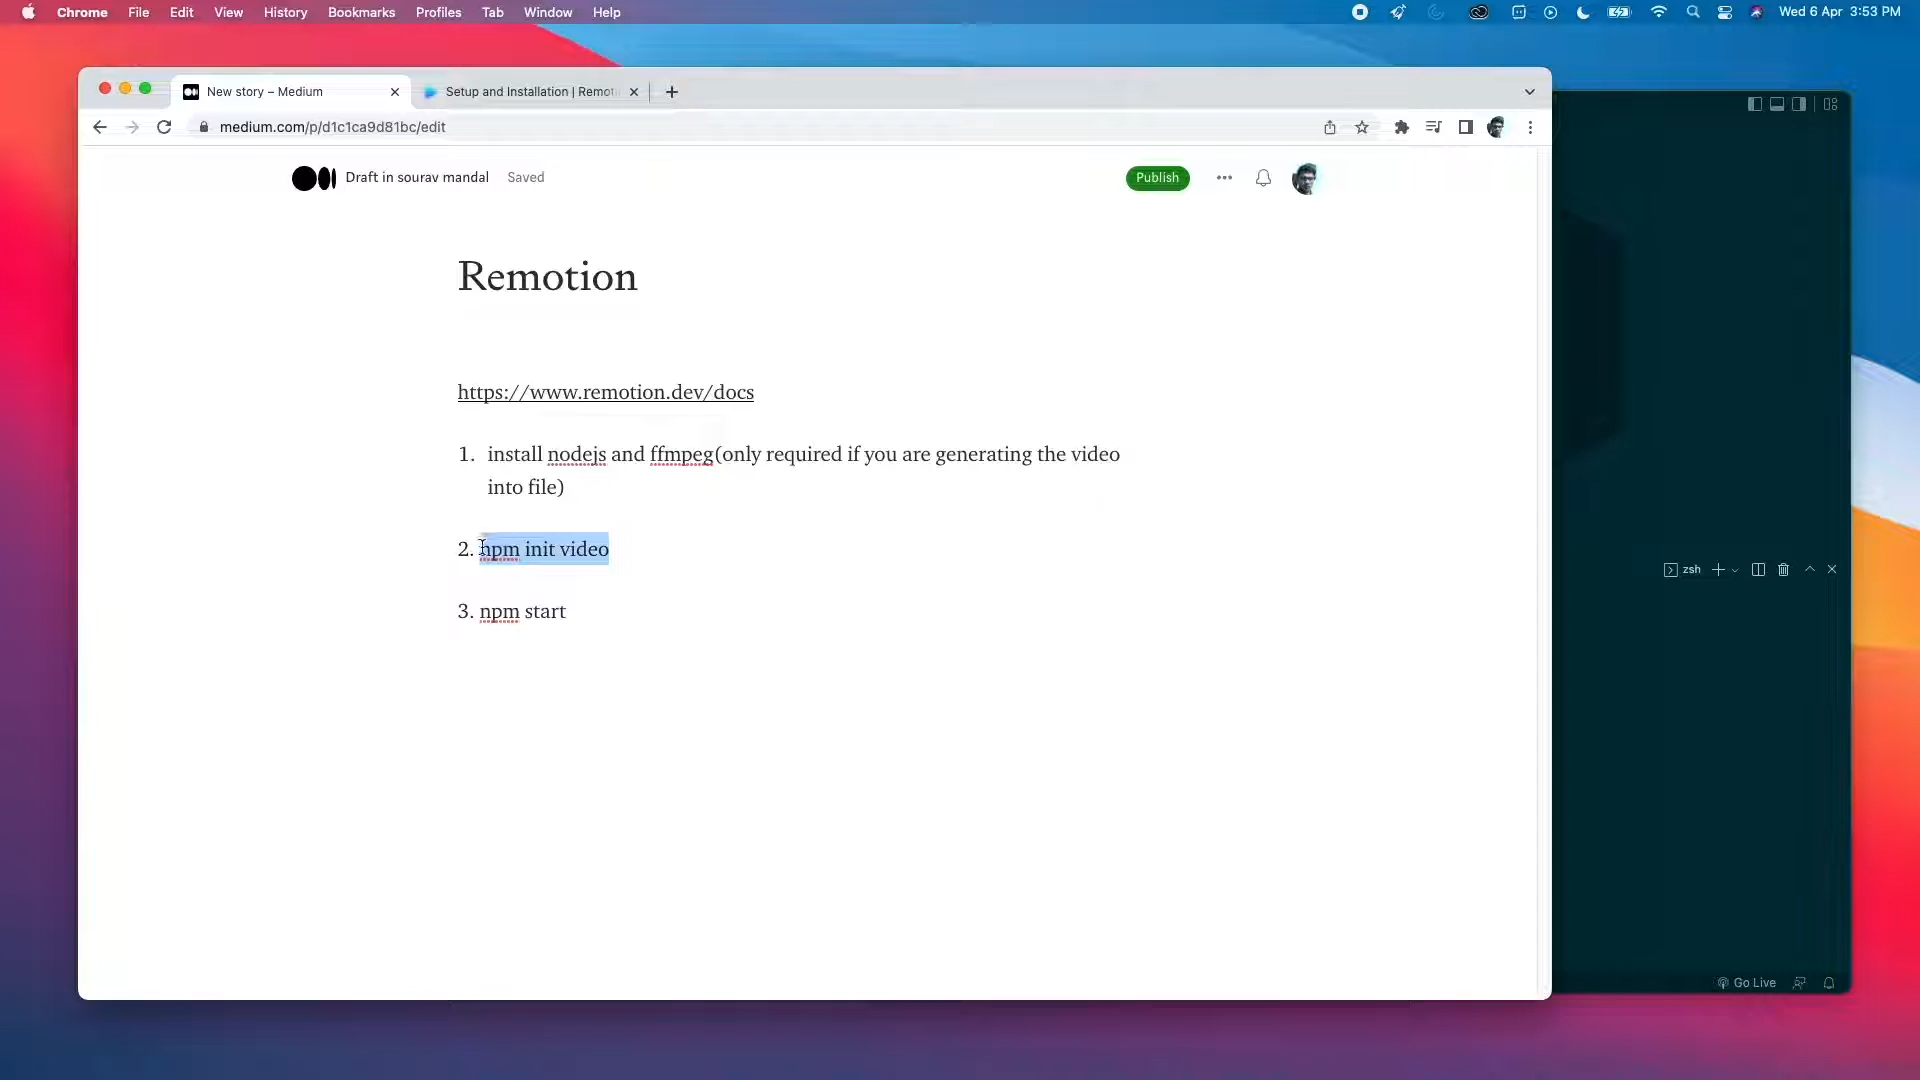 Chrome File Edit View History Bookmarks Profiles Tab Window Help Wed 6 Apr 3:53 PM
New story – Medium Setup and Installation | Remoti
medium.com/p/d1c1ca9d81bc/edit
Draft in sourav mandal Saved Publish
Remotion
https://www.remotion.dev/docs
1. install nodejs and ffmpeg(only required if you are generating the video
into file)
2. npm init video
zsh
3. npm start
Go Live